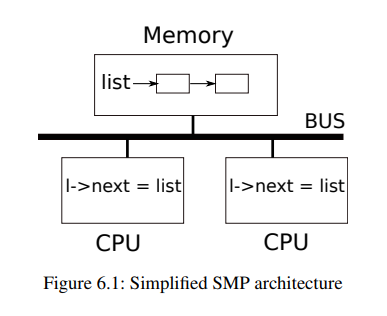 Memory
list
BUS
l->next = list
l->next = list
CPU
CPU
Figure 6.1: Simplified SMP architecture